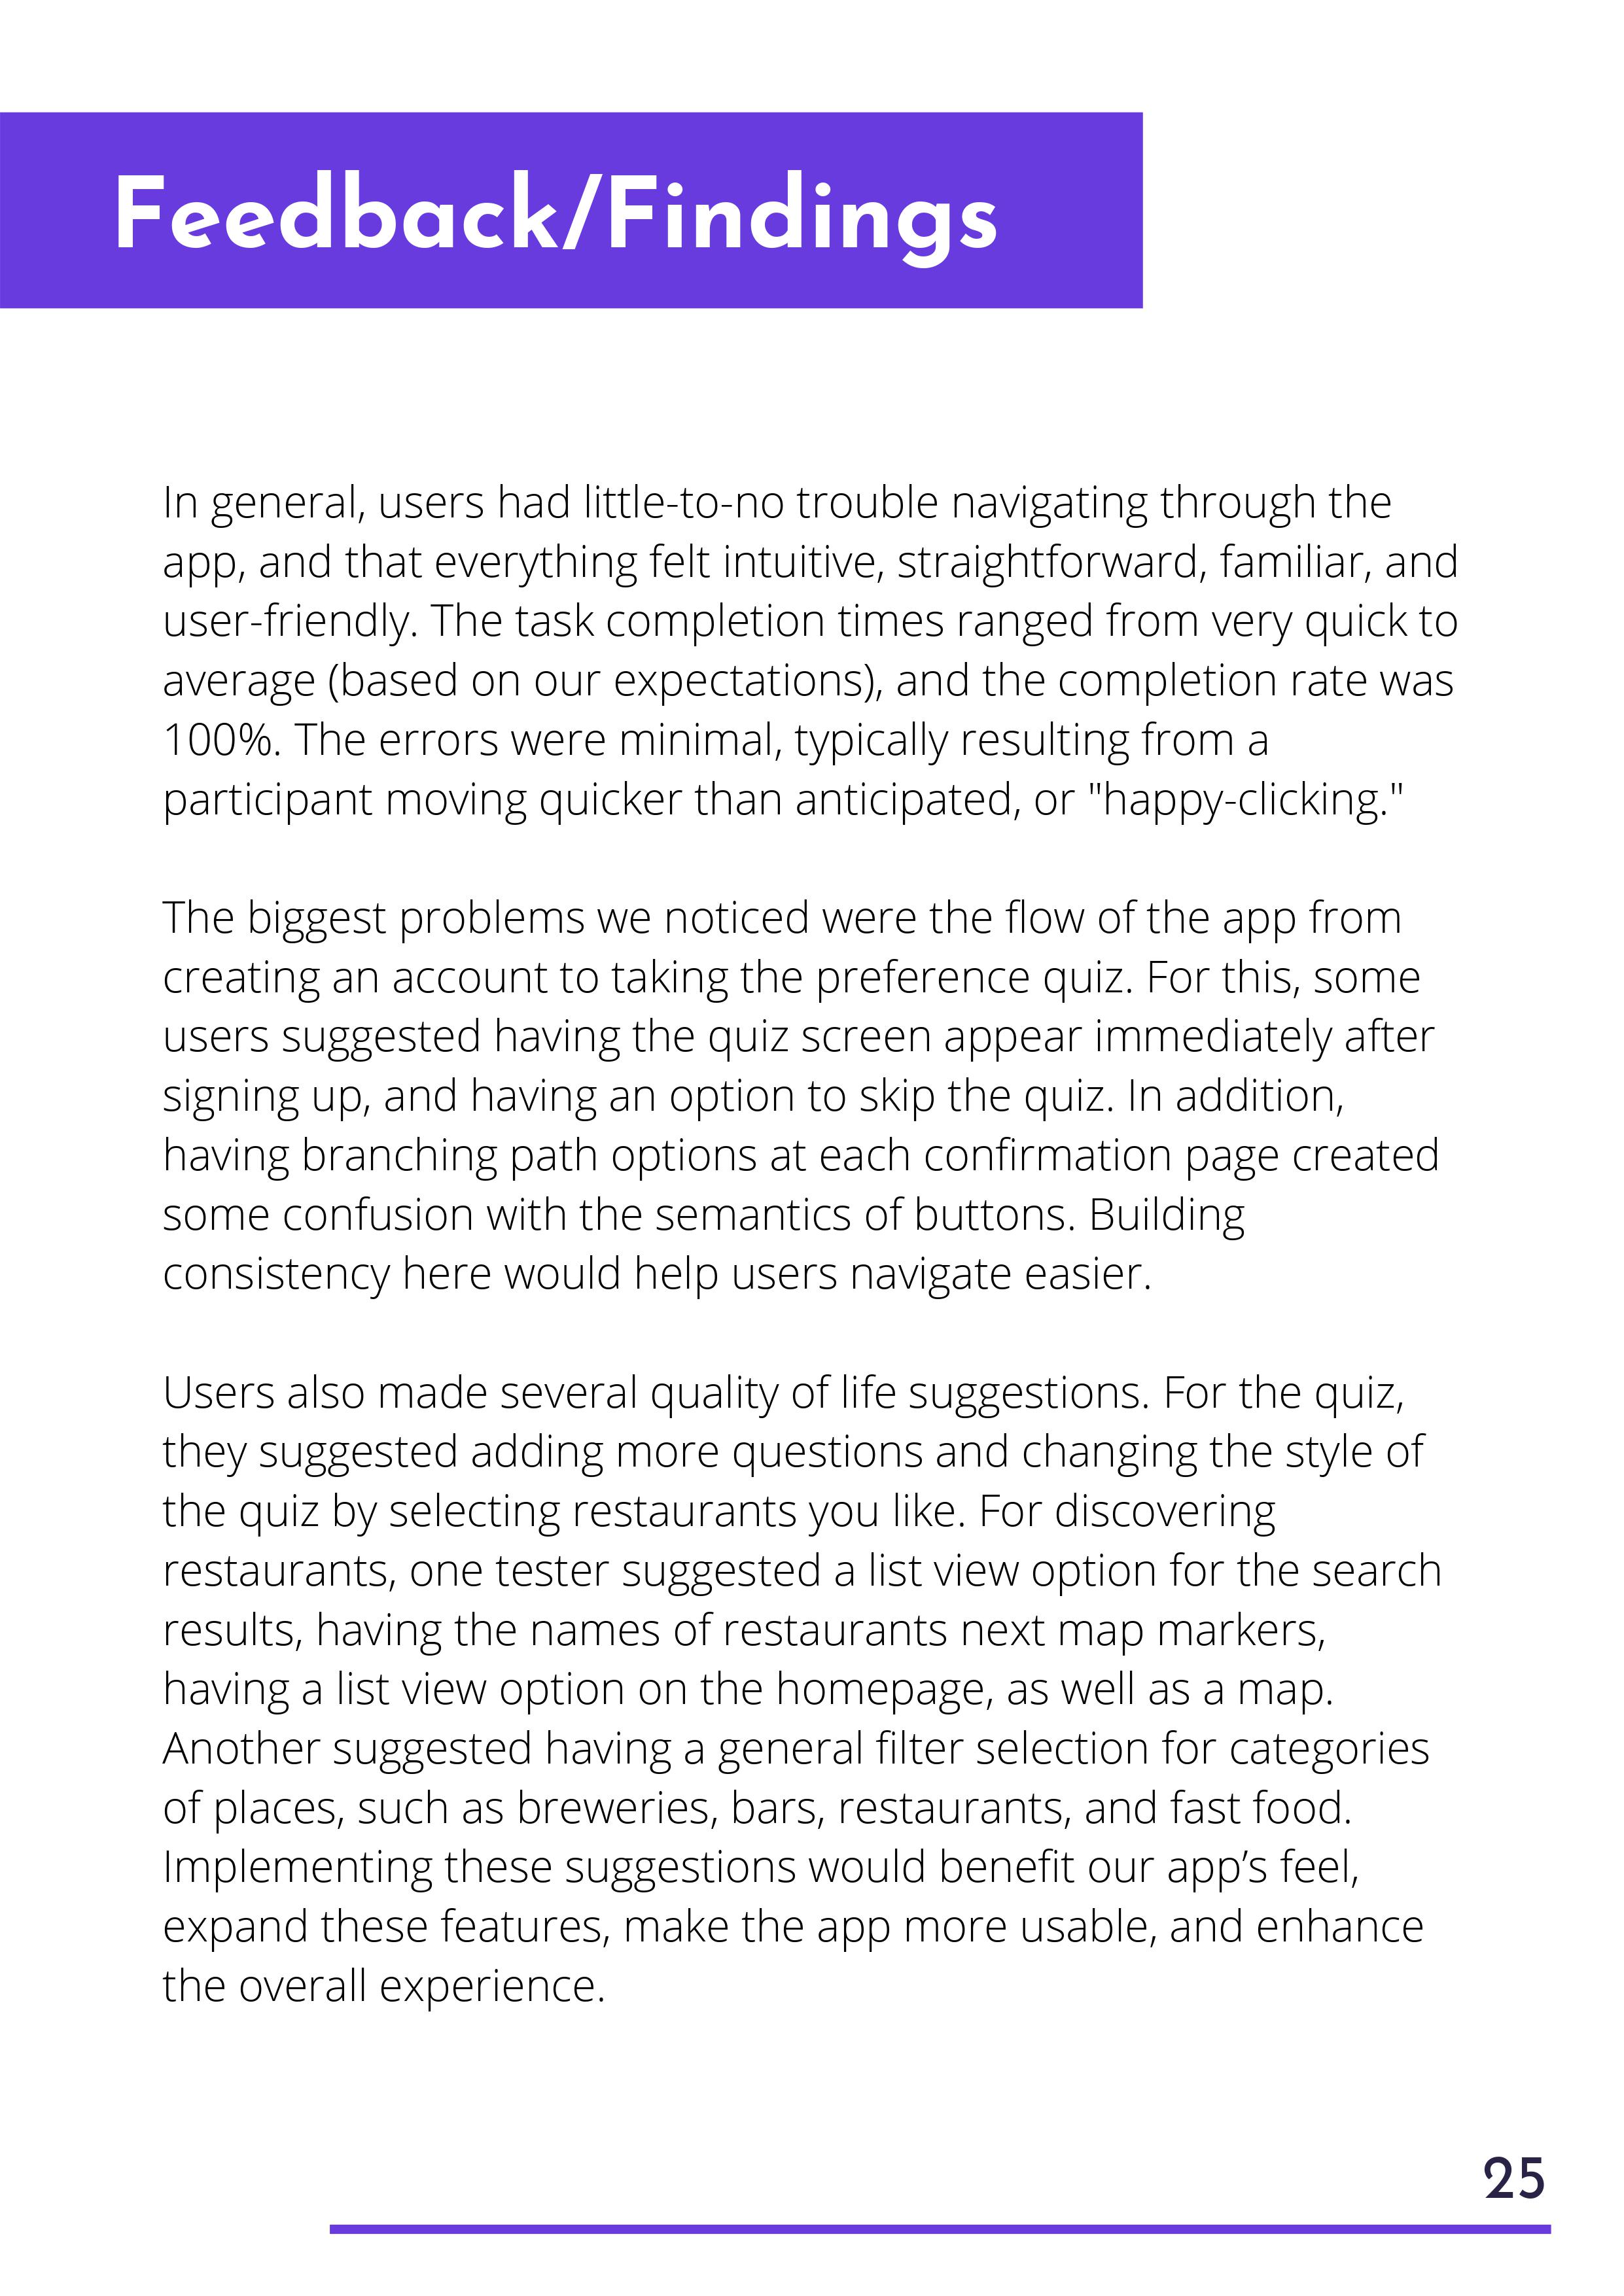 Feedback/Findings
In general, users had little-to-no trouble navigating through the
app, and that everything felt intuitive, straightforward, familiar, and
user-friendly. The task completion times ranged from very quick to
average (based on our expectations), and the completion rate was
100%. The errors were minimal, typically resulting from a
participant moving quicker than anticipated, or "happy-clicking."
The biggest problems we noticed were the flow of the app from
creating an account to taking the preference quiz. For this, some
users suggested having the quiz screen appear immediately after
signing up, and having an option to skip the quiz. In addition,
having branching path options at each confirmation page created
some confusion with the semantics of buttons. Building
consistency here would help users navigate easier.
Users also made several quality of life suggestions. For the quiz,
they suggested adding more questions and changing the style of
the quiz by selecting restaurants you like. For discovering
restaurants, one tester suggested a list view option for the search
results, having the names of restaurants next map markers,
having a list view option on the homepage, as well as a map.
Another suggested having a general filter selection for categories
of places, such as breweries, bars, restaurants, and fast food.
Implementing these suggestions would benefit our app’s feel,
expand these features, make the app more usable, and enhance
the overall experience.
25